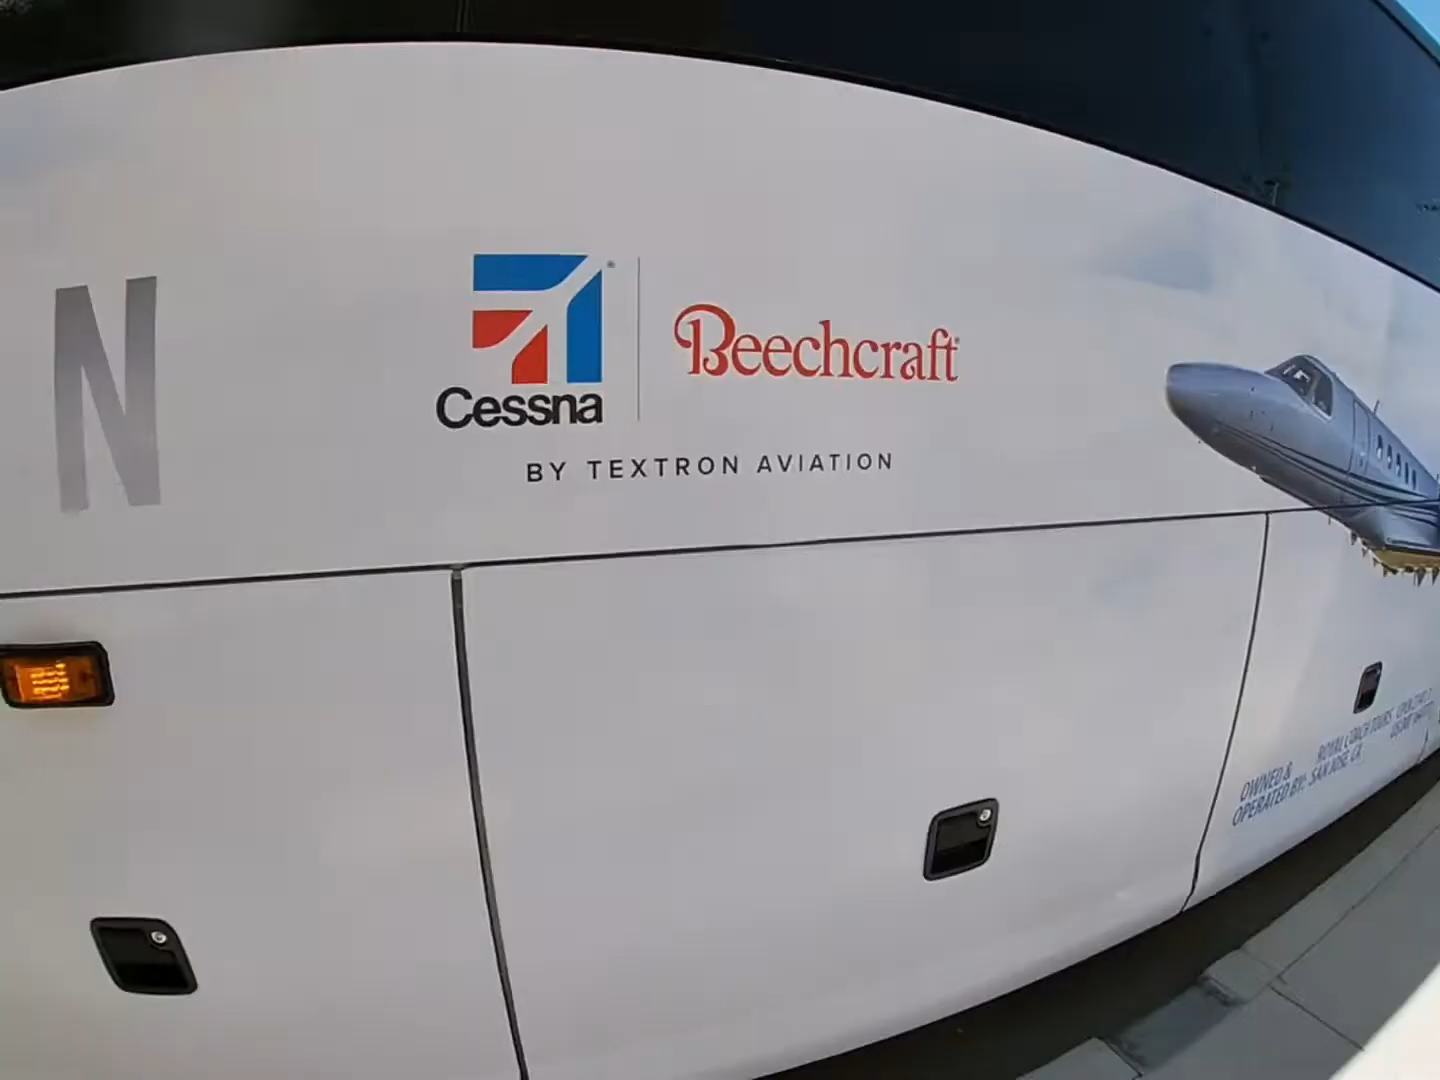 N
Cessna
Beechcraft
BY TEXTRON AVIATION
OWNED & ROYAL COACH TOURS
OPERATED BY: SAN JOSE, CA